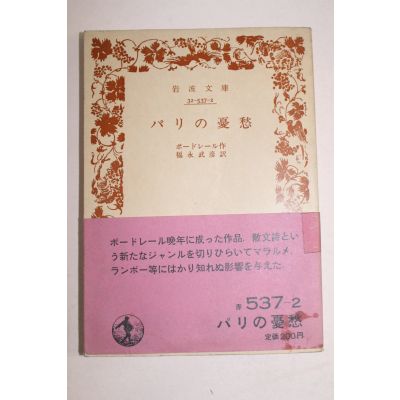 岩波文庫
32-537-2
パリの憂愁
ボードレール作
福永武彦訳
ボードレール晩年に成った作品．散文詩とい
う新たなジャンルを切りひらいてマラルメ，
ランボー等にはかり知れぬ影響を与えた．
赤 537-2
パリの憂愁
定価200円